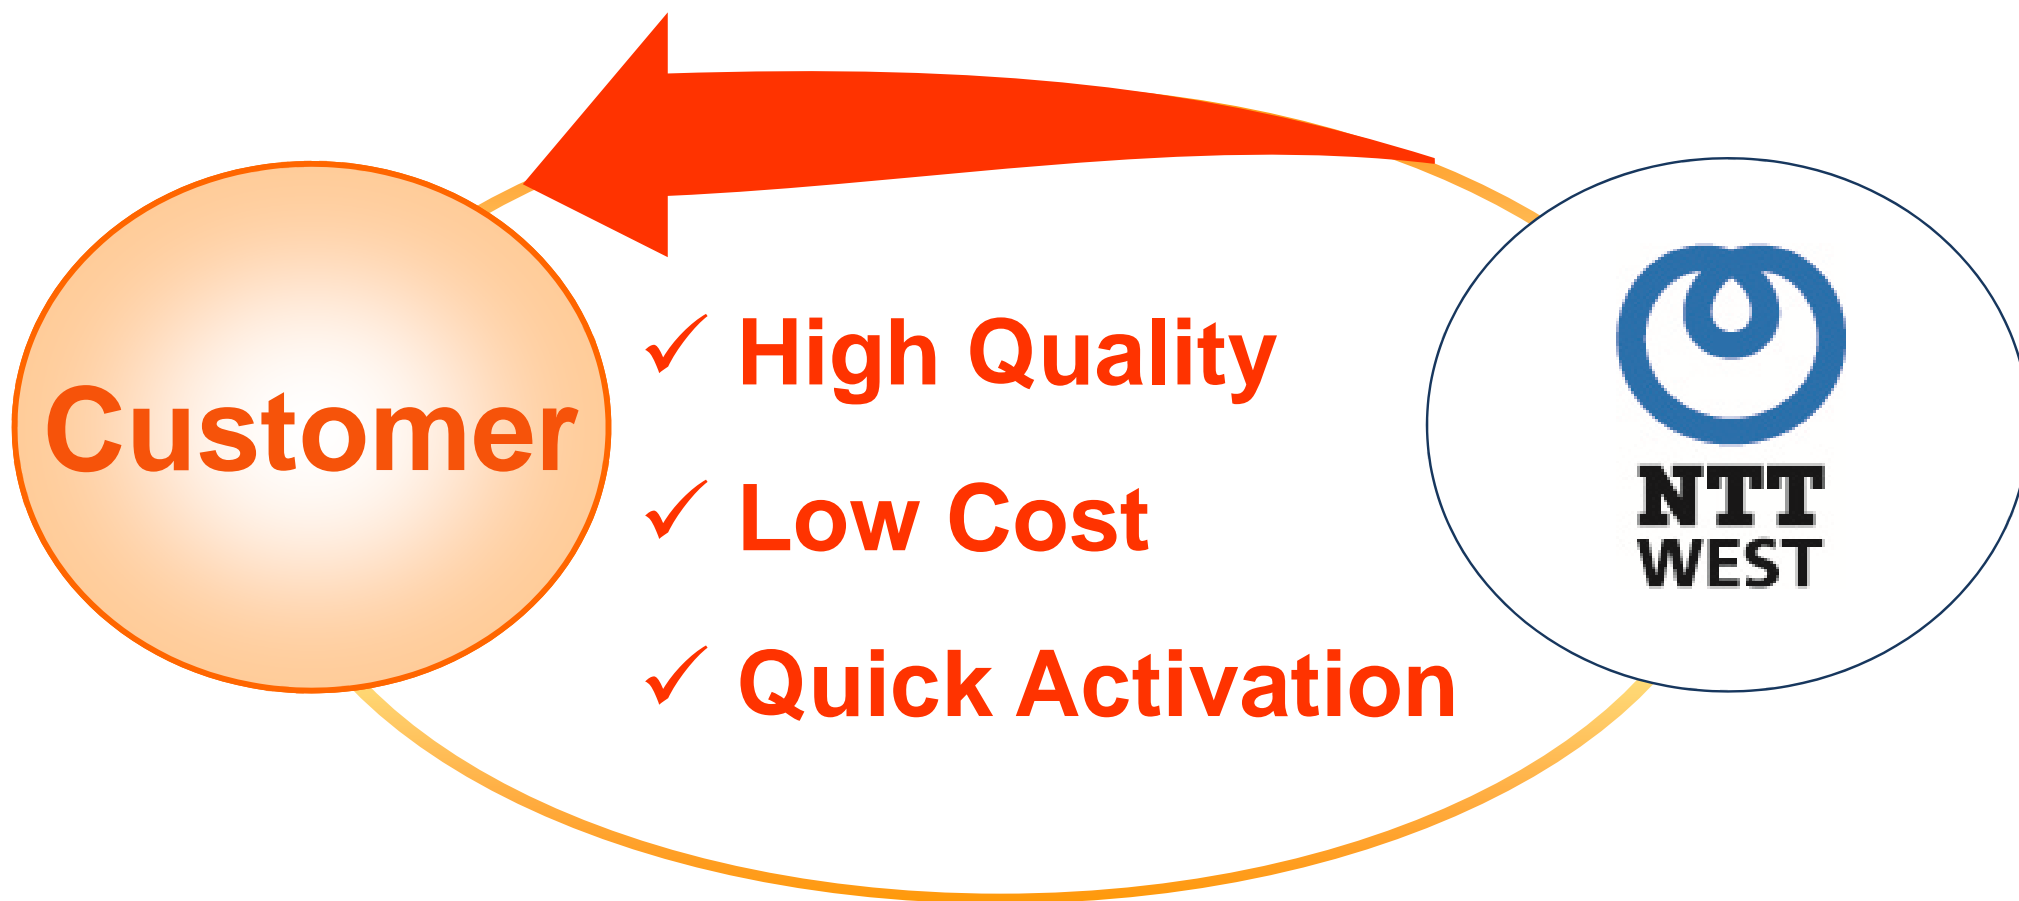 Customer
✓ High Quality
✓ Low Cost
✓ Quick Activation
NTT
WEST